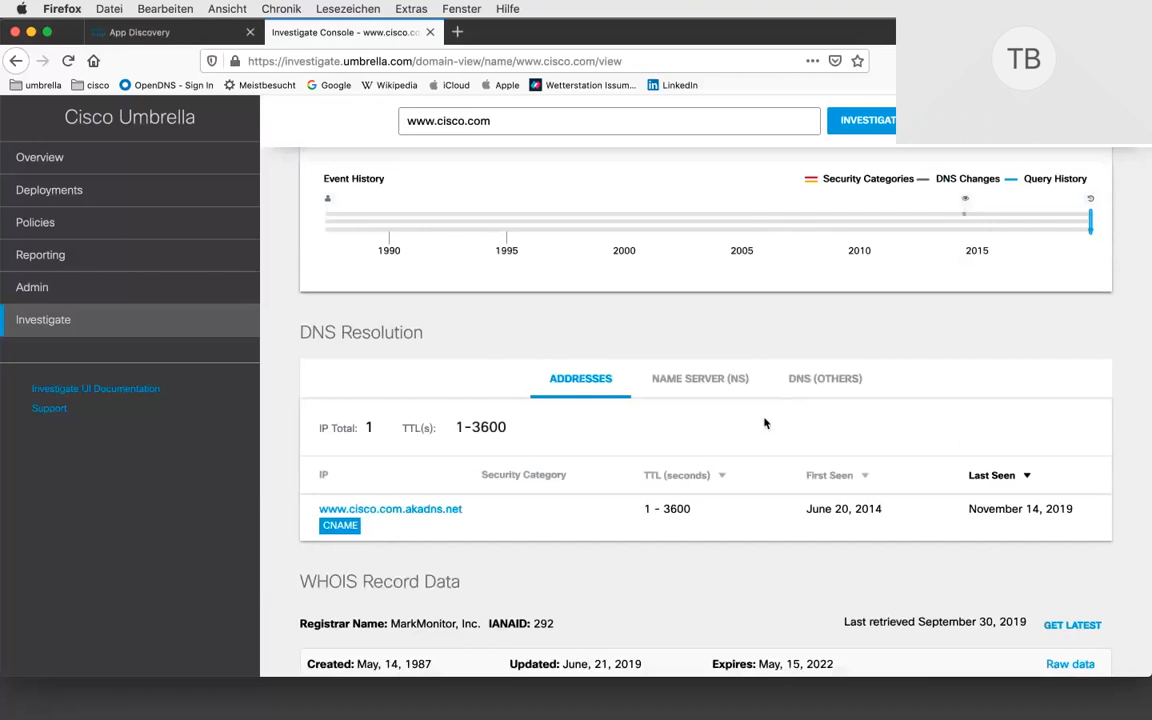 Firefox Datei Bearbeiten Ansicht Chronik Lesezeichen Extras Fenster Hilfe
App Discovery Investigate Console - www.cisco.co
https://investigate.umbrella.com/domain-view/name/www.cisco.com/view
umbrella cisco OpenDNS - Sign In Meistbesucht Google Wikipedia iCloud Apple Wetterstation Issum... LinkedIn
TB
Cisco Umbrella
www.cisco.com INVESTIGAT
Overview
Deployments
Policies
Reporting
Admin
Investigate
Investigate UI Documentation
Support
Event History Security Categories DNS Changes Query History
1990 1995 2000 2005 2010 2015
DNS Resolution
ADDRESSES NAME SERVER (NS) DNS (OTHERS)
IP Total: 1 TTL(s): 1-3600
IP Security Category TTL (seconds) First Seen Last Seen
www.cisco.com.akadns.net 1 - 3600 June 20, 2014 November 14, 2019
CNAME
WHOIS Record Data
Registrar Name: MarkMonitor, Inc. IANAID: 292 Last retrieved September 30, 2019 GET LATEST
Created: May, 14, 1987 Updated: June, 21, 2019 Expires: May, 15, 2022 Raw data